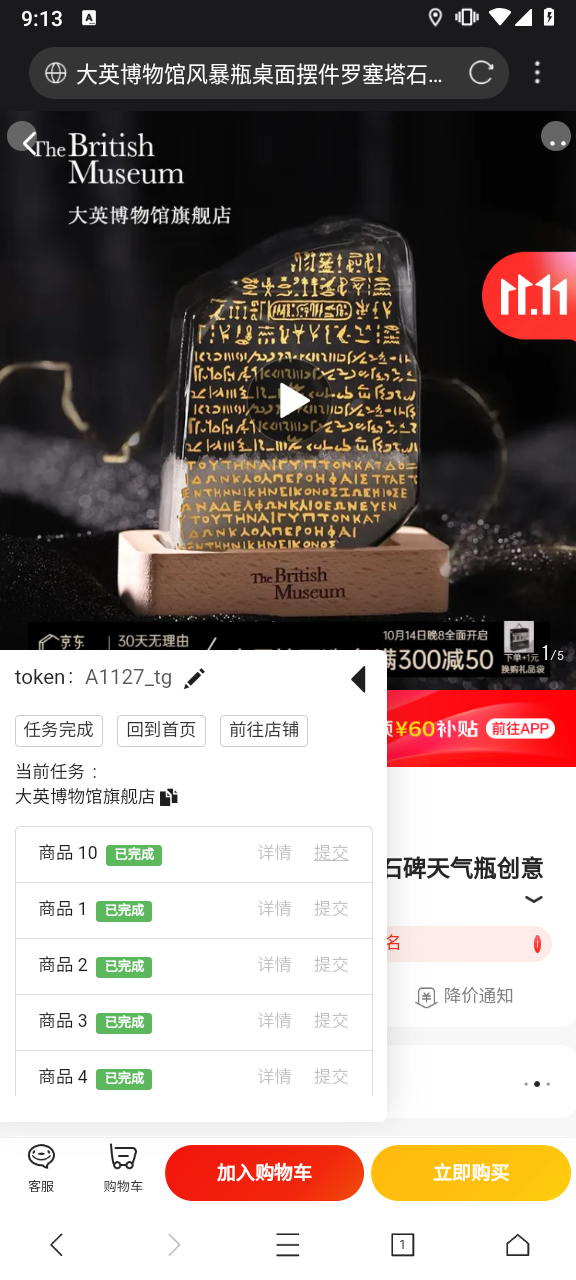 9:13
大英博物馆风暴瓶桌面摆件罗塞塔石...
The British
Museum
大英博物馆旗舰店
11.11
The British
Museum
京东
30天无理由
10月14日晚8全面开启
满300减50
下单+1元
换购礼品袋
1/5
token: A1127_tg
任务完成
回到首页
前往店铺
¥60补贴
前往APP
当前任务：
大英博物馆旗舰店
石碑天气瓶创意
商品 10 已完成 详情 提交
商品 1 已完成 详情 提交
名
商品 2 已完成 详情 提交
降价通知
商品 3 已完成 详情 提交
商品 4 已完成 详情 提交
客服
购物车
加入购物车
立即购买
1